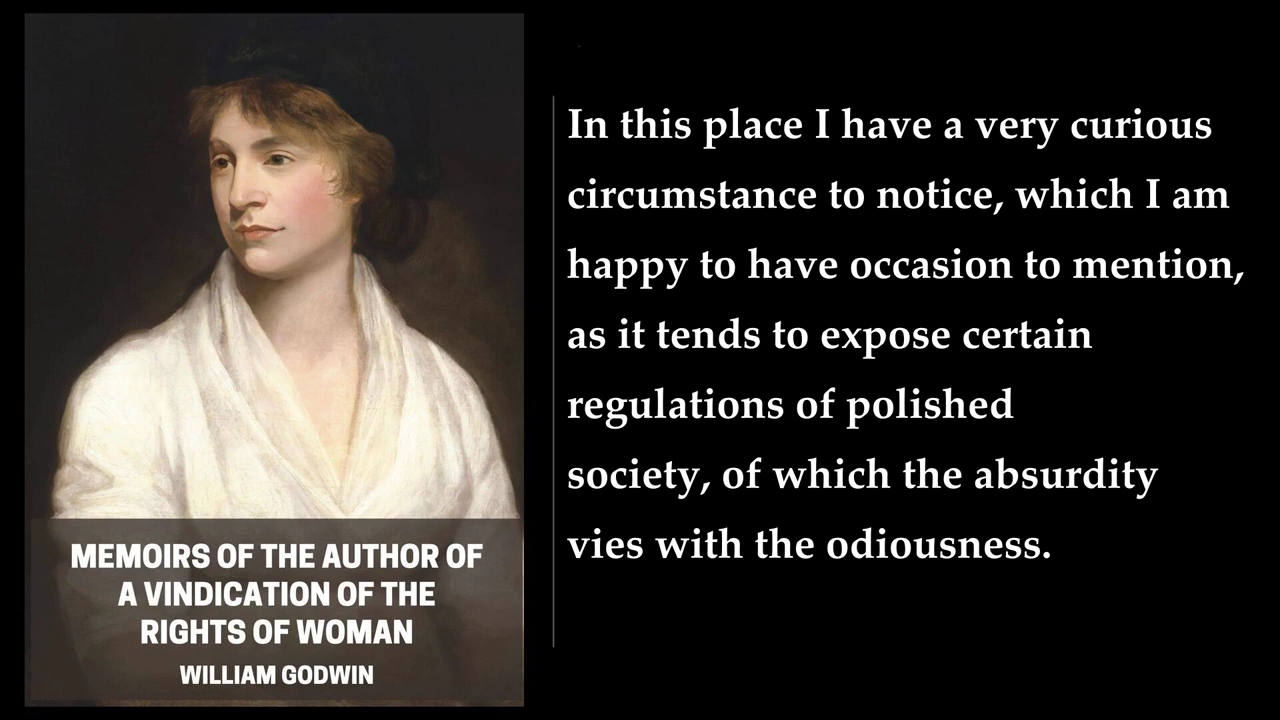 MEMOIRS OF THE AUTHOR OF
A VINDICATION OF THE
RIGHTS OF WOMAN
WILLIAM GODWIN
In this place I have a very curious
circumstance to notice, which I am
happy to have occasion to mention,
as it tends to expose certain
regulations of polished
society, of which the absurdity
vies with the odiousness.